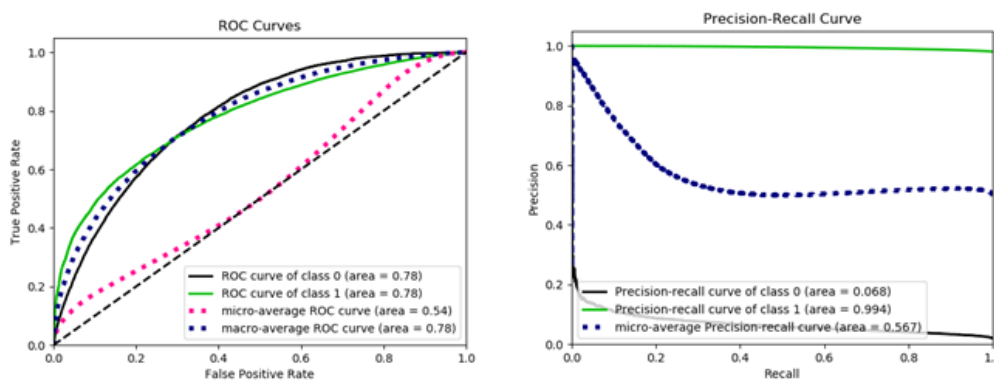 ROC Curves
1.0
0.8
0.6
0.4
0.2
0.0
True Positive Rate
ROC curve of class 0 (area = 0.78)
ROC curve of class 1 (area = 0.78)
micro-average ROC curve (area = 0.54)
macro-average ROC curve (area = 0.78)
0.0 0.2 0.4 0.6 0.8 1.0
False Positive Rate
Precision-Recall Curve
1.0
0.8
0.6
0.4
0.2
0.0
Precision
Precision-recall curve of class 0 (area = 0.068)
Precision-recall curve of class 1 (area = 0.994)
micro-average Precision-recall curve (area = 0.567)
0.0 0.2 0.4 0.6 0.8
Recall